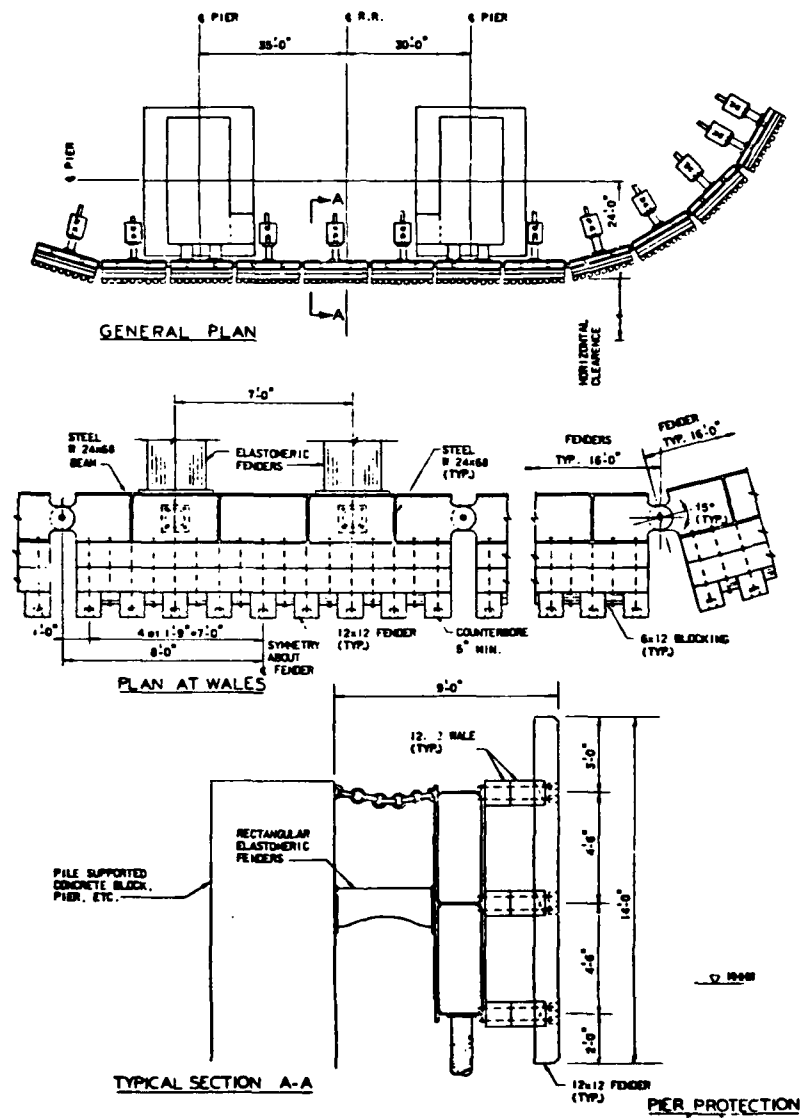 ℄ PIER
℄ R.R.
℄ PIER
35'-0"
30'-0"
℄ PIER
A
24'-0"
A
GENERAL PLAN
HORIZONTAL
CLEARENCE
7'-0"
STEEL
W 24x68
BEAM
ELASTOMERIC
FENDERS
STEEL
W 24x68
(TYP.)
FENDERS
TYP. 16'-0"
FENDER
TYP. 16'-0"
15°
(TYP.)
1'-0"
4 at 1'-9"=7'-0"
8'-0"
SYMMETRY
ABOUT
℄ FENDER
12x12 FENDER
(TYP.)
COUNTERBORE
5" MIN.
6x12 BLOCKING
(TYP.)
PLAN AT WALES
9'-0"
WALE
(TYP.)
3'-0"
RECTANGULAR
ELASTOMERIC
FENDERS
4'-6"
PILE SUPPORTED
CONCRETE BLOCK,
PIER, ETC.
14'-0"
4'-6"
2'-0"
TYPICAL SECTION A-A
12x12 FENDER
(TYP.)
PIER PROTECTION